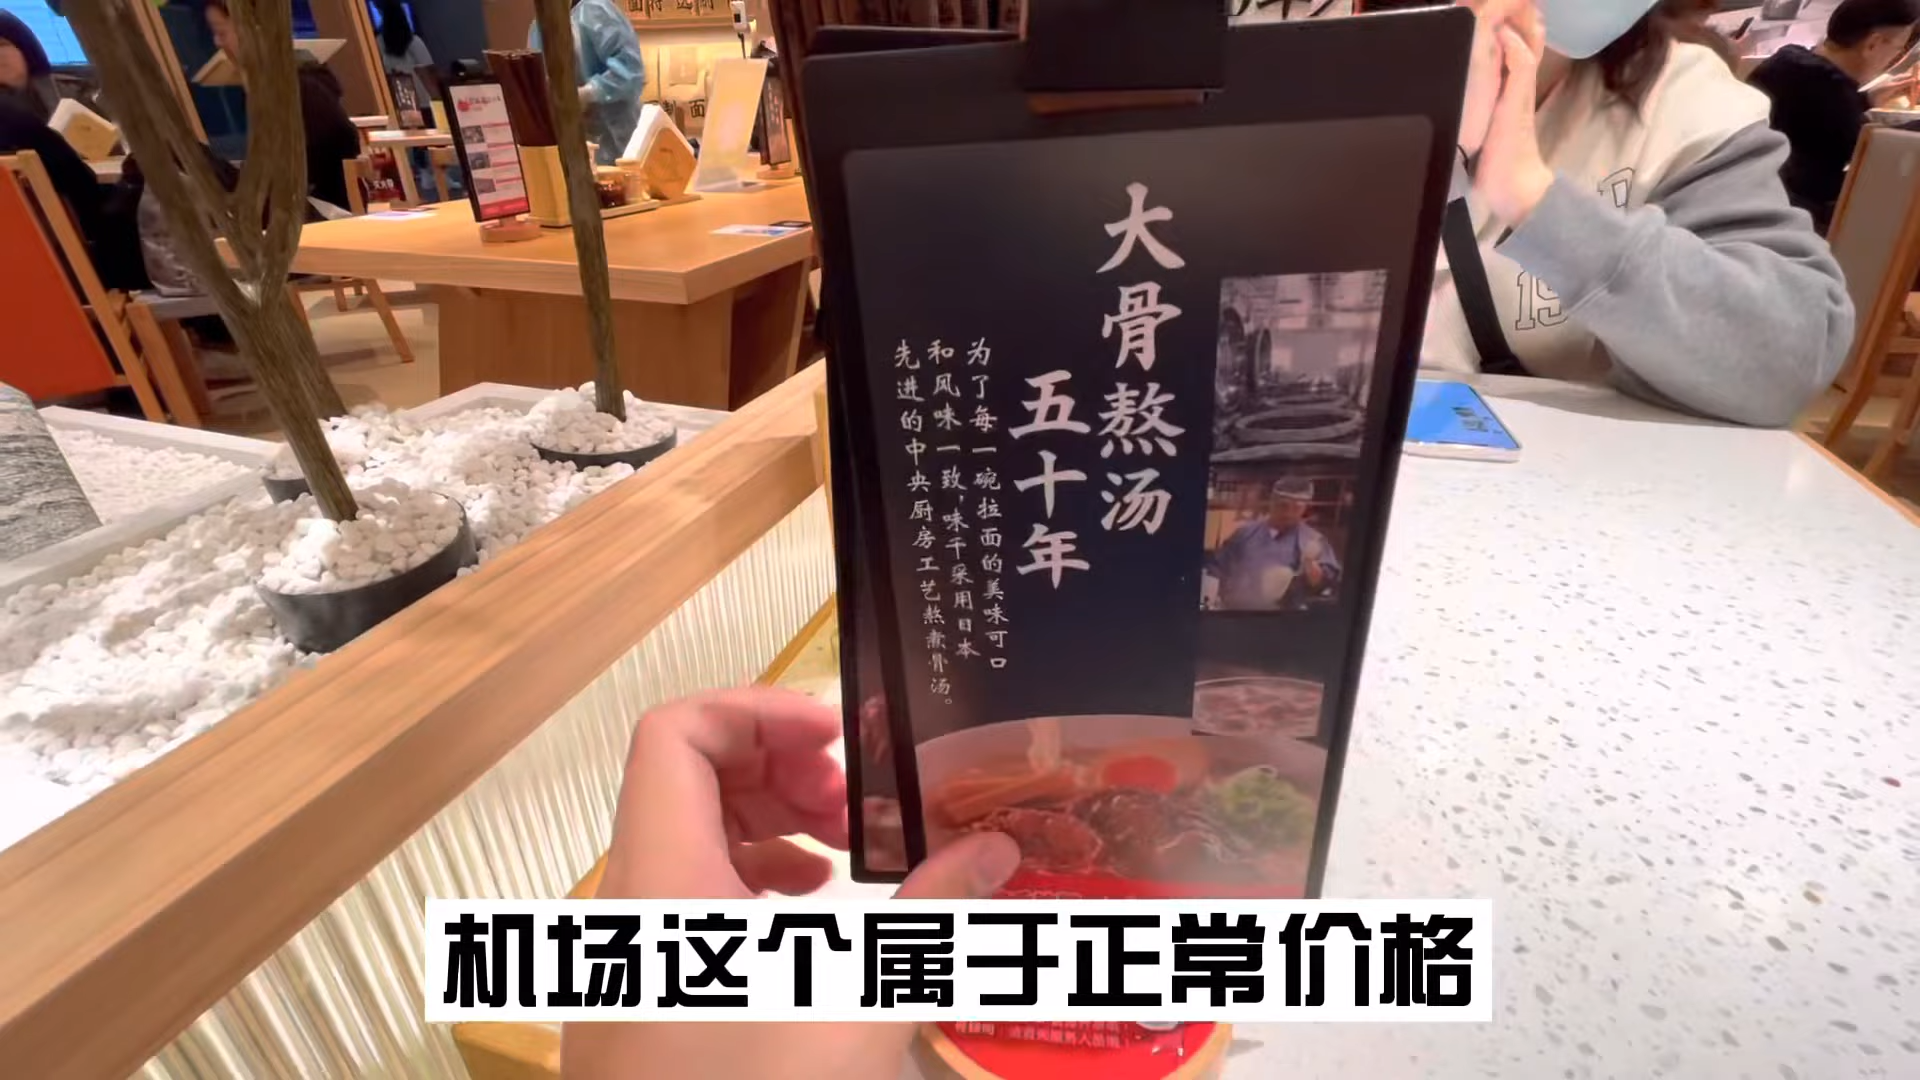 大骨熬汤
五十年
为了每一碗拉面的美味可口
和风味一致，味千采用日本
先进的中央厨房工艺熬煮骨汤。
机场这个属于正常价格